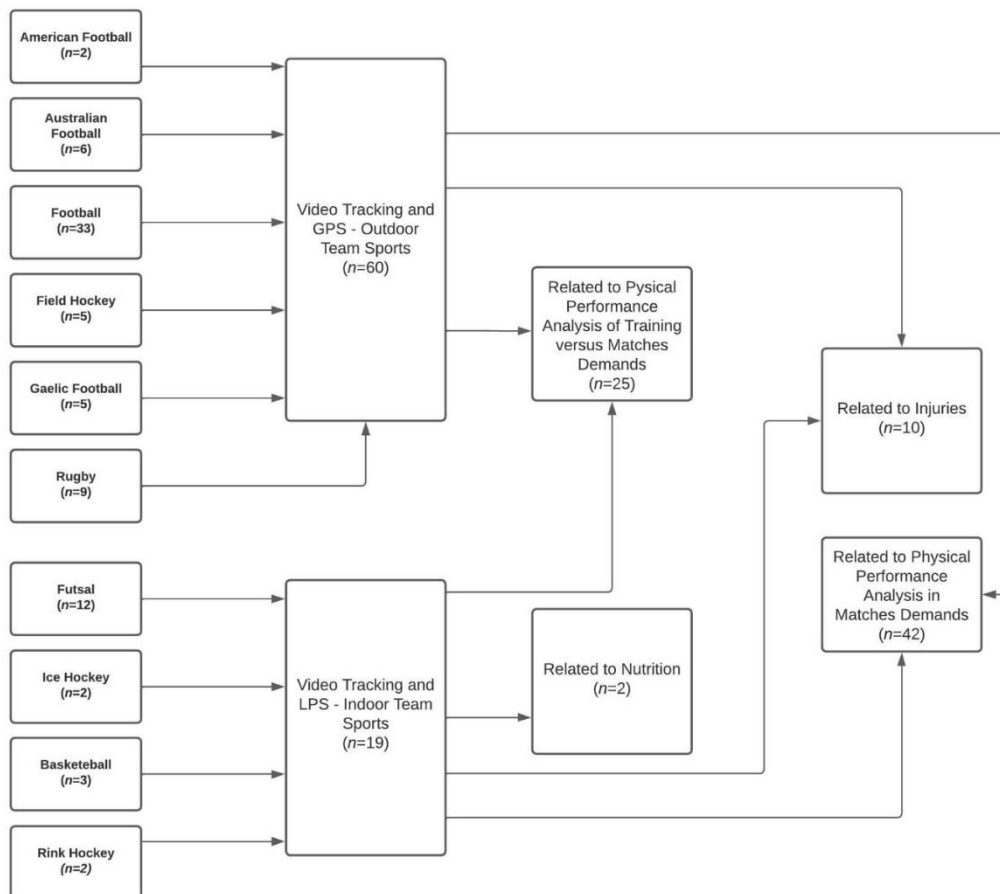 American Football
(n=2)
Australian
Football
(n=6)
Football
(n=33)
Field Hockey
(n=5)
Gaelic Football
(n=5)
Rugby
(n=9)
Futsal
(n=12)
Ice Hockey
(n=2)
Basketeball
(n=3)
Rink Hockey
(n=2)
Video Tracking and
GPS - Outdoor
Team Sports
(n=60)
Video Tracking and
LPS - Indoor Team
Sports
(n=19)
Related to Pysical
Performance
Analysis of Training
versus Matches
Demands
(n=25)
Related to Nutrition
(n=2)
Related to Injuries
(n=10)
Related to Physical
Performance
Analysis in
Matches Demands
(n=42)